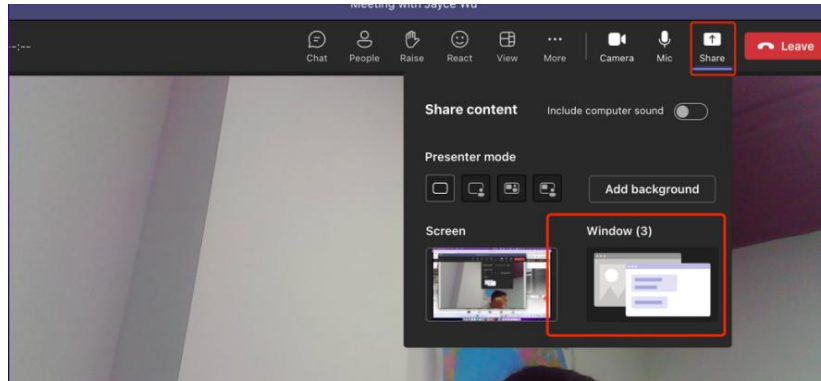 Meeting with Jayce Wu
--:--
Chat People Raise React View More Camera Mic Share Leave
Share content Include computer sound
Presenter mode
Add background
Screen Window (3)